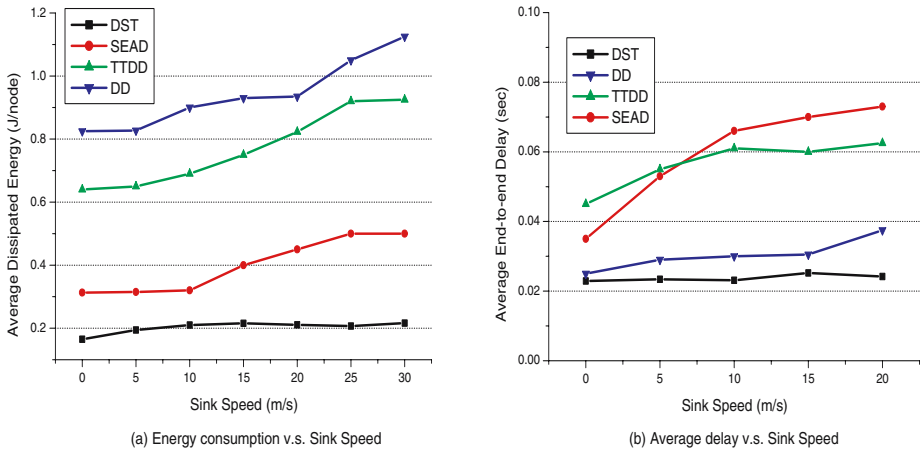 1.2
1.0
0.8
0.6
0.4
0.2
Average Dissipated Energy (J/node)
DST
SEAD
TTDD
DD
0 5 10 15 20 25 30
Sink Speed (m/s)
(a) Energy consumption v.s. Sink Speed
0.10
0.08
0.06
0.04
0.02
0.00
Average End-to-end Delay (sec)
DST
DD
TTDD
SEAD
0 5 10 15 20
Sink Speed (m/s)
(b) Average delay v.s. Sink Speed